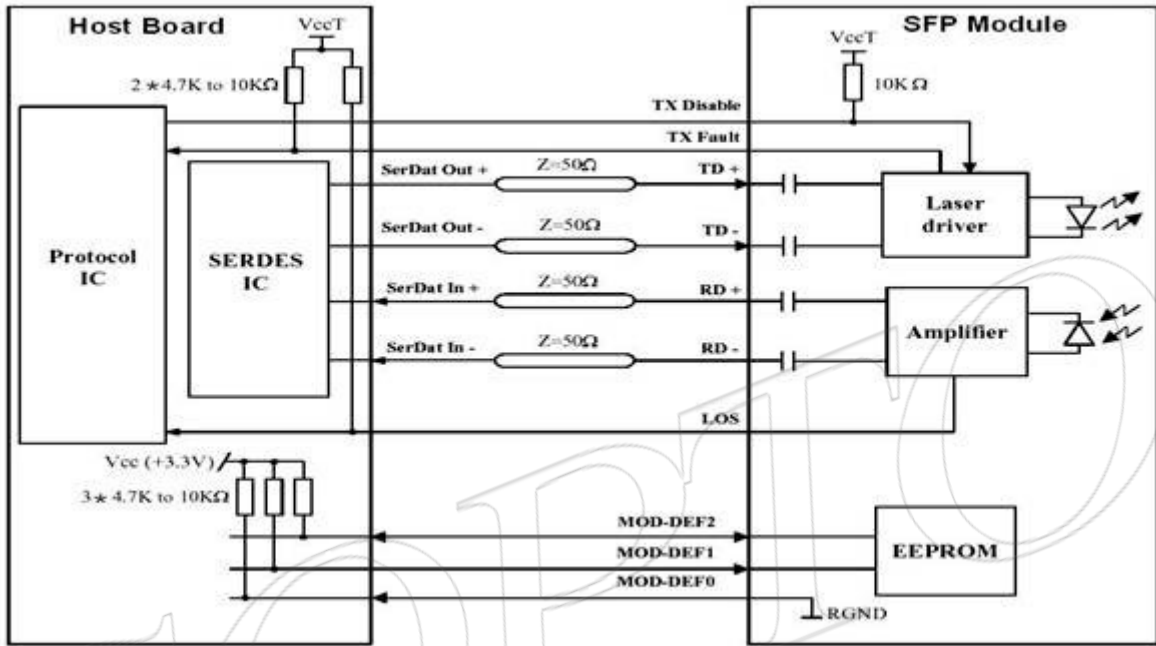 Host Board
SFP Module
VccT
VccT
2*4.7K to 10KΩ
10KΩ
TX Disable
TX Fault
SerDat Out +
Z=50Ω
TD +
SerDat Out -
Z=50Ω
TD -
SerDat In +
Z=50Ω
RD +
SerDat In -
Z=50Ω
RD -
Protocol
IC
SERDES
IC
Laser
driver
Amplifier
LOS
Vcc (+3.3V)
3*4.7K to 10KΩ
MOD-DEF2
MOD-DEF1
MOD-DEF0
EEPROM
RGND
OPTO